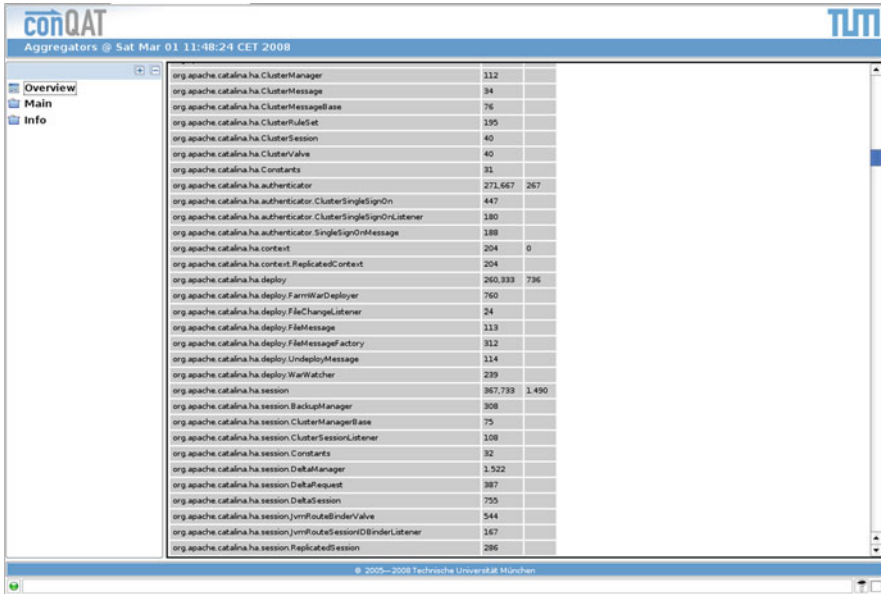 conQAT
TUM
Aggregators @ Sat Mar 01 11:48:24 CET 2008
Overview
Main
Info
org.apache.catalina.ha.ClusterManager 112
org.apache.catalina.ha.ClusterMessage 34
org.apache.catalina.ha.ClusterMessageBase 76
org.apache.catalina.ha.ClusterRuleSet 195
org.apache.catalina.ha.ClusterSession 40
org.apache.catalina.ha.ClusterValve 40
org.apache.catalina.ha.Constants 31
org.apache.catalina.ha.authenticator 271,667 267
org.apache.catalina.ha.authenticator.ClusterSingleSignOn 447
org.apache.catalina.ha.authenticator.ClusterSingleSignOnListener 180
org.apache.catalina.ha.authenticator.SingleSignOnMessage 188
org.apache.catalina.ha.context 204 0
org.apache.catalina.ha.context.ReplicatedContext 204
org.apache.catalina.ha.deploy 260,333 736
org.apache.catalina.ha.deploy.FarmWarDeployer 760
org.apache.catalina.ha.deploy.FileChangeListener 24
org.apache.catalina.ha.deploy.FileMessage 113
org.apache.catalina.ha.deploy.FileMessageFactory 312
org.apache.catalina.ha.deploy.UndeployMessage 114
org.apache.catalina.ha.deploy.WarWatcher 239
org.apache.catalina.ha.session 367,733 1.490
org.apache.catalina.ha.session.BackupManager 308
org.apache.catalina.ha.session.ClusterManagerBase 75
org.apache.catalina.ha.session.ClusterSessionListener 108
org.apache.catalina.ha.session.Constants 32
org.apache.catalina.ha.session.DeltaManager 1.522
org.apache.catalina.ha.session.DeltaRequest 387
org.apache.catalina.ha.session.DeltaSession 755
org.apache.catalina.ha.session.JvmRouteBinderValve 544
org.apache.catalina.ha.session.JvmRouteSessionIDBinderListener 167
org.apache.catalina.ha.session.ReplicatedSession 286
© 2005—2008 Technische Universität München